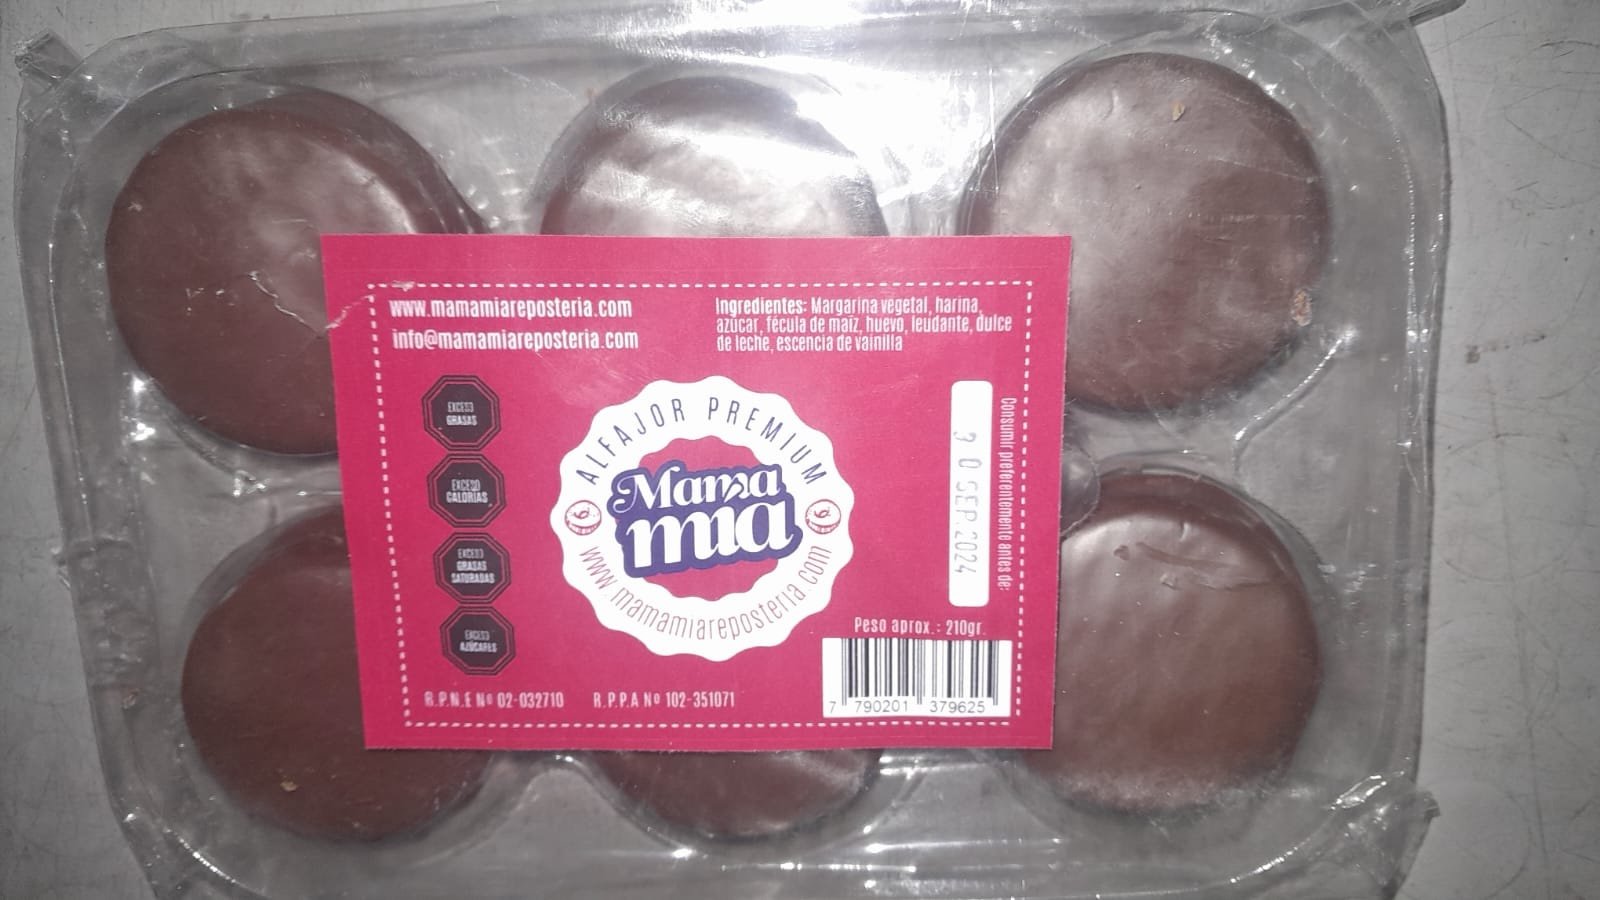 www.mamamiareposteria.com
info@mamamiareposteria.com
Ingredientes: Margarina vegetal, harina,
azucar, fécula de maiz, huevo, leudante, dulce
de leche, escencia de vainilla
EXCESO
GRASAS
EXCESO
CALORÍAS
EXCESO
GRASAS
SATURADAS
EXCESO
AZÚCARES
ALFAJOR PREMIUM
Mama
mia
www.mamamiareposteria.com
Consumir preferentemente antes de:
30 SEP. 2024
Peso aprox.: 210gr.
R.P.N.E Nº 02-032710
R.P.P.A Nº 102-351071
7 790201 379625